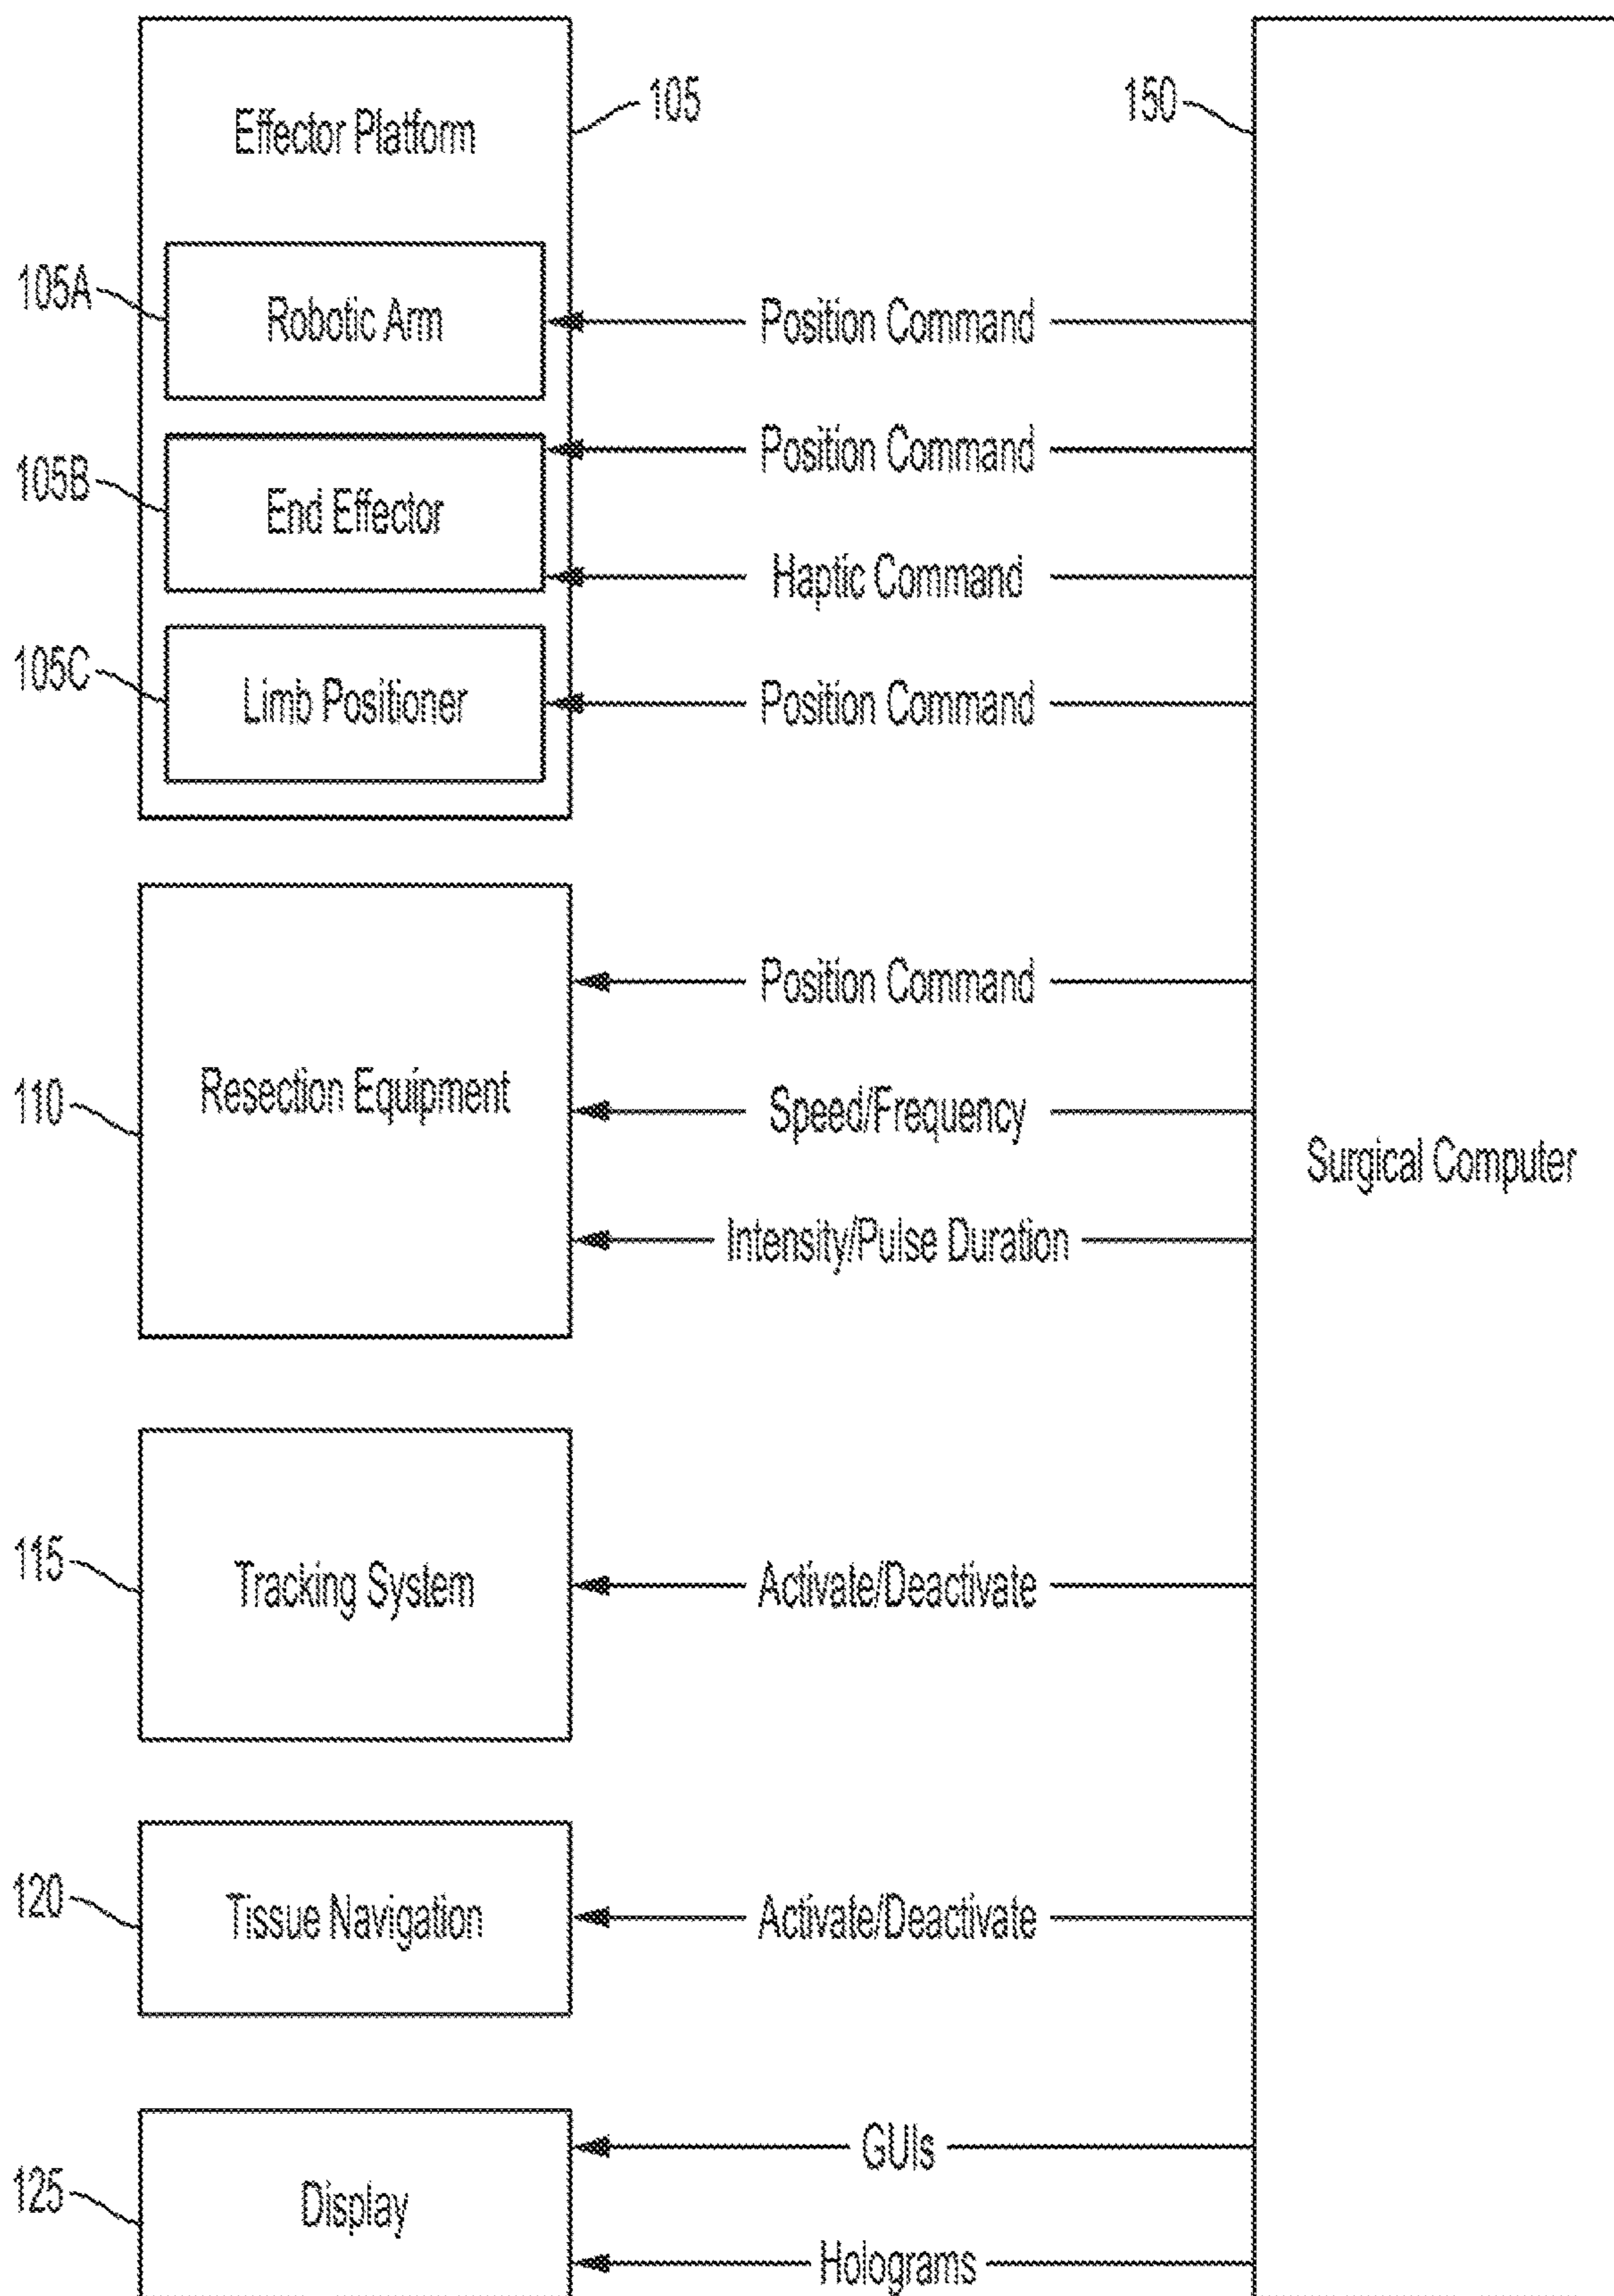 Effector Platform
105
150
105A
Robotic Arm
Position Command
Position Command
105B
End Effector
Haptic Command
105C
Limb Positioner
Position Command
Position Command
110
Resection Equipment
Speed/Frequency
Surgical Computer
Intensity/Pulse Duration
115
Tracking System
Activate/Deactivate
120
Tissue Navigation
Activate/Deactivate
GUIs
125
Display
Holograms